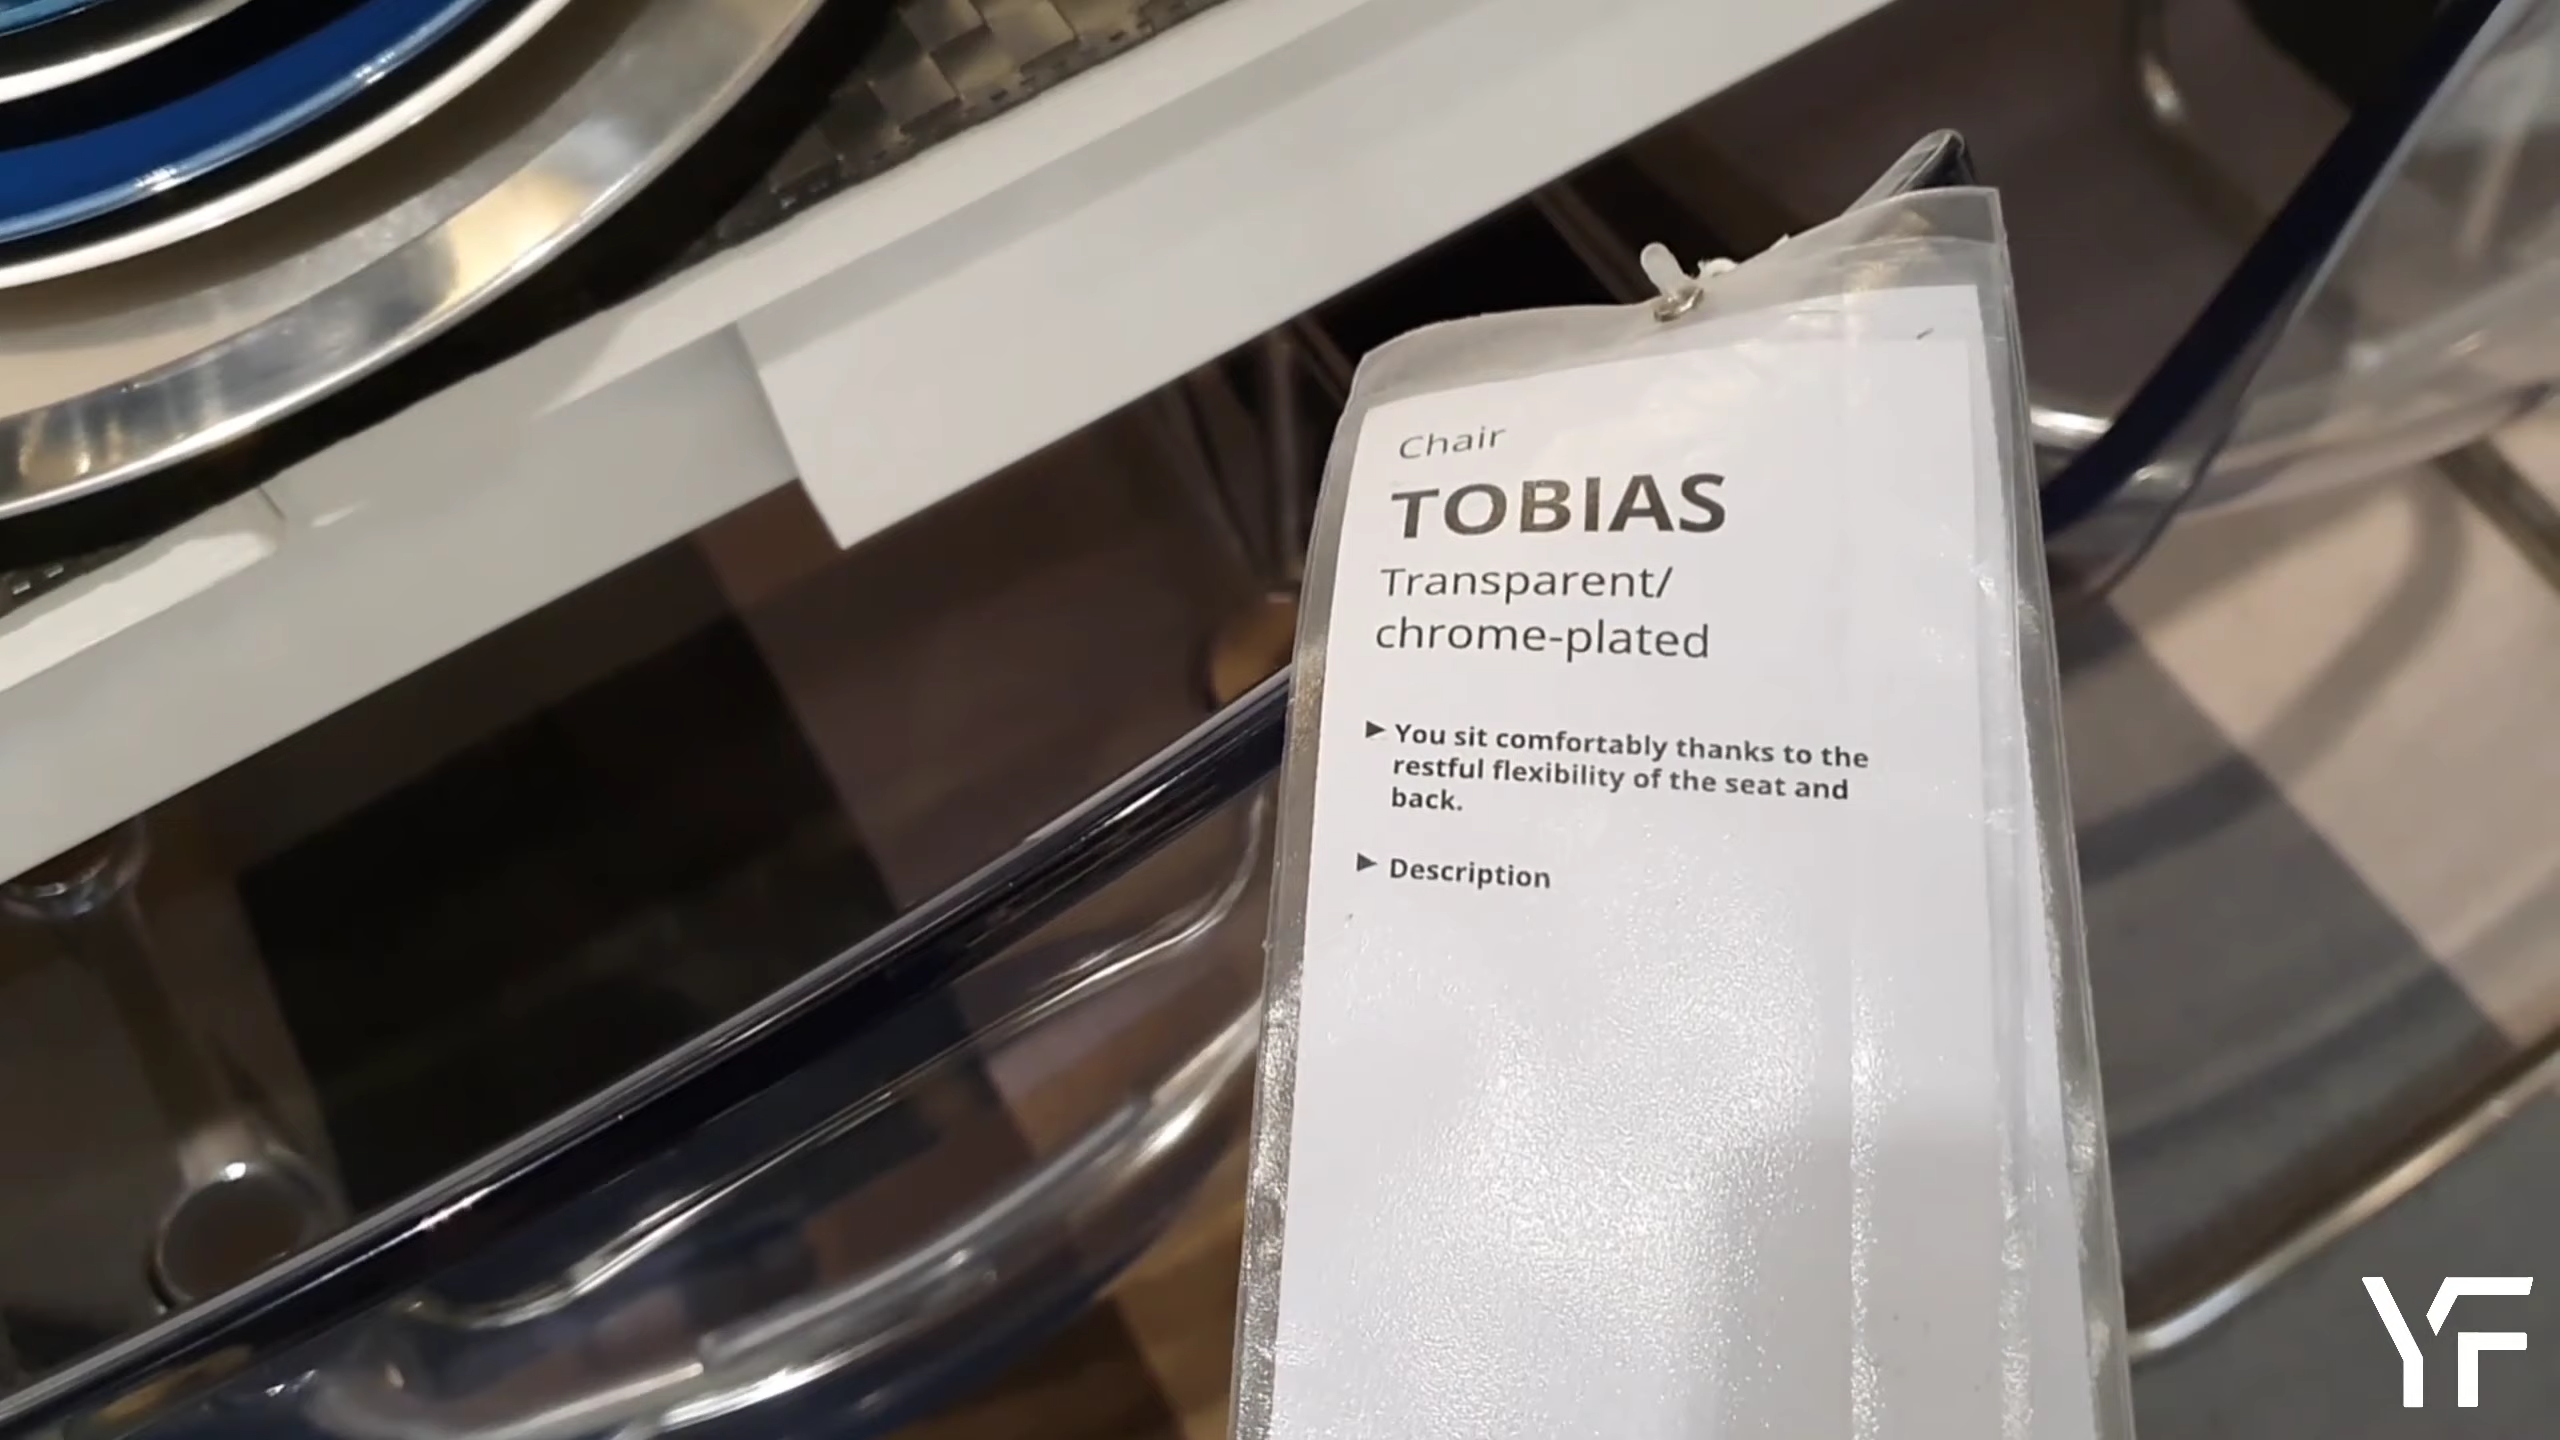 Chair
TOBIAS
Transparent/
chrome-plated
► You sit comfortably thanks to the
restful flexibility of the seat and
back.
► Description
YF